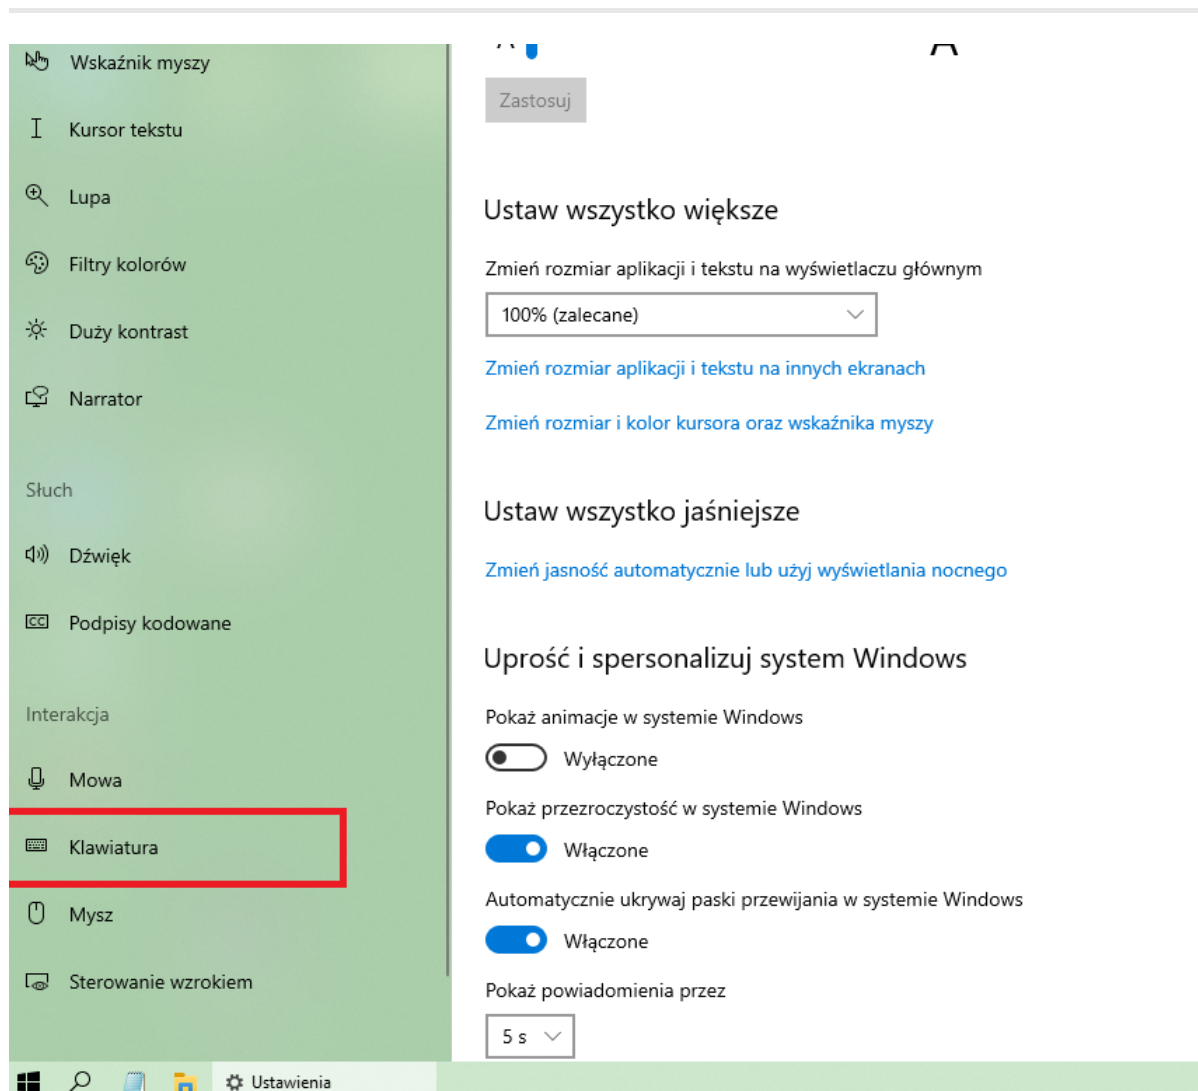 Wskaźnik myszy
Kursor tekstu
Lupa
Filtry kolorów
Duży kontrast
Narrator
Słuch
Dźwięk
CC
Podpisy kodowane
Interakcja
Mowa
Klawiatura
Mysz
Sterowanie wzrokiem
A
Zastosuj
Ustaw wszystko większe
Zmień rozmiar aplikacji i tekstu na wyświetlaczu głównym
100% (zalecane)
Zmień rozmiar aplikacji i tekstu na innych ekranach
Zmień rozmiar i kolor kursora oraz wskaźnika myszy
Ustaw wszystko jaśniejsze
Zmień jasność automatycznie lub użyj wyświetlania nocnego
Uprość i spersonalizuj system Windows
Pokaż animacje w systemie Windows
Wyłączone
Pokaż przezroczystość w systemie Windows
Włączone
Automatycznie ukrywaj paski przewijania w systemie Windows
Włączone
Pokaż powiadomienia przez
5 s
Ustawienia